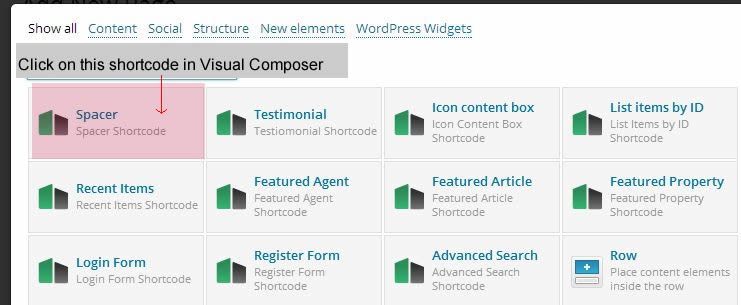 Add New Page
Show all Content Social Structure New elements WordPress Widgets
Click on this shortcode in Visual Composer
Spacer
Spacer Shortcode
Testimonial
Testiomonial Shortcode
Icon content box
Icon Content Box
Shortcode
List items by ID
List Items by ID
Shortcode
Recent Items
Recent Items Shortcode
Featured Agent
Featured Agent
Shortcode
Featured Article
Featured Article
Shortcode
Featured Property
Featured Property
Shortcode
Login Form
Login Form Shortcode
Register Form
Register Form
Shortcode
Advanced Search
Advanced Search
Shortcode
Row
Place content elements
inside the row